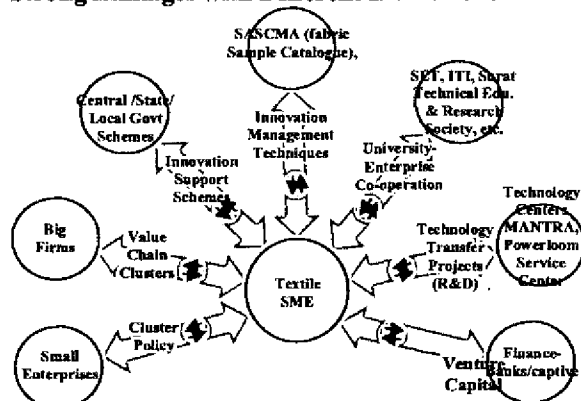 SASCMA (fabric
Sample Catalogue),
Central /State/
Local Govt
Schemes
SET, ITI, Surat
Technical Edu.
& Research
Society, etc.
Innovation
Management
Techniques
Innovation
Support
Schemes
University-
Enterprise
Co-operation
Big
Firms
Value
Chain
Clusters
Textile
SME
Technology
Transfer
Projects
(R&D)
Technology
Centers
MANTRA,
Powerloom
Service
Center
Small
Enterprises
Cluster
Policy
Venture
Capital
Finance-
Banks/captive